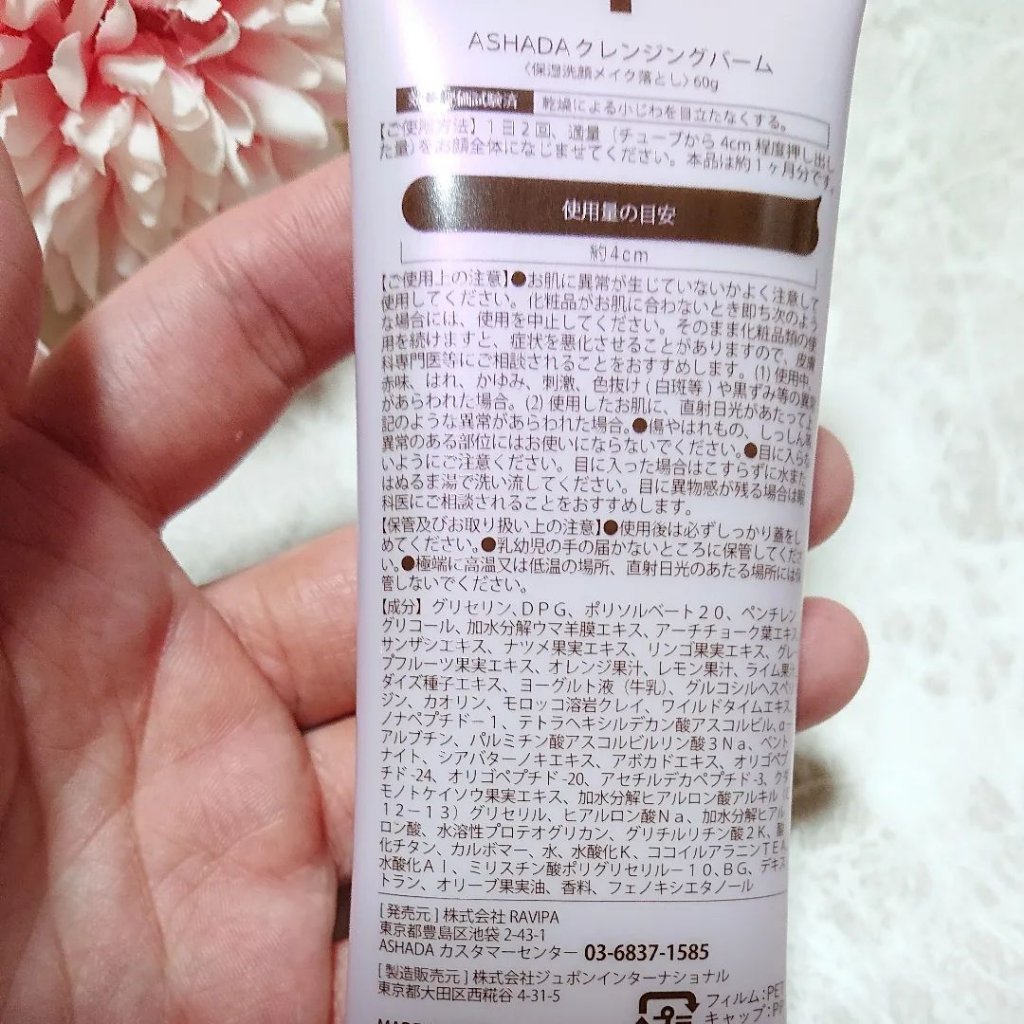 ASHADAクレンジングバーム
〈保湿洗顔メイク落とし〉60g
効能評価試験済 乾燥による小じわを目立たなくする。
【ご使用方法】1日2回、適量（チューブから4cm程度押し出し
た量)をお顔全体になじませてください。本品は約1ヶ月分です。
使用量の目安
約4cm
【ご使用上の注意】●お肌に異常が生じていないかよく注意して
使用してください。化粧品がお肌に合わないとき即ち次のよう
な場合には、使用を中止してください。そのまま化粧品類の使
用を続けますと、症状を悪化させることがありますので、皮膚
科専門医等にご相談されることをおすすめします。(1)使用中、
赤味、はれ、かゆみ、刺激、色抜け(白斑等)や黒ずみ等の異常
があらわれた場合。(2)使用したお肌に、直射日光があたって上
記のような異常があらわれた場合。●傷やはれもの、しっしん等
異常のある部位にはお使いにならないでください。●目に入らな
いようにご注意ください。目に入った場合はこすらずに水また
はぬるま湯で洗い流してください。目に異物感が残る場合は眼
科医にご相談されることをおすすめします。
【保管及びお取り扱い上の注意】●使用後は必ずしっかり蓋をし
めてください。●乳幼児の手の届かないところに保管してくださ
い。●極端に高温又は低温の場所、直射日光のあたる場所には保
管しないでください。
【成分】グリセリン、DPG、ポリソルベート20、ペンチレン
グリコール、加水分解ウマ羊膜エキス、アーチチョーク葉エキス、
サンザシエキス、ナツメ果実エキス、リンゴ果実エキス、グレー
プフルーツ果実エキス、オレンジ果汁、レモン果汁、ライム果汁、
ダイズ種子エキス、ヨーグルト液（牛乳）、グルコシルヘスペリ
ジン、カオリン、モロッコ溶岩クレイ、ワイルドタイムエキス、
ノナペプチド－1、テトラヘキシルデカン酸アスコルビル、α－
アルブチン、パルミチン酸アスコルビルリン酸3Na、ベント
ナイト、シアバターノキエキス、アボカドエキス、オリゴペプ
チド-24、オリゴペプチド-20、アセチルデカペプチド-3、クダ
モノトケイソウ果実エキス、加水分解ヒアルロン酸アルキル（C
12－13）グリセリル、ヒアルロン酸Na、加水分解ヒアル
ロン酸、水溶性プロテオグリカン、グリチルリチン酸2K、酸
化チタン、カルボマー、水、水酸化K、ココイルアラニンTEA、
水酸化Al、ミリスチン酸ポリグリセリル－10、BG、デキス
トラン、オリーブ果実油、香料、フェノキシエタノール
[発売元]株式会社 RAVIPA
東京都豊島区池袋 2-43-1
ASHADA カスタマーセンター 03-6837-1585
[製造販売元]株式会社ジュポンインターナショナル
東京都大田区西糀谷 4-31-5
プラ フィルム:PE
キャップ:PP